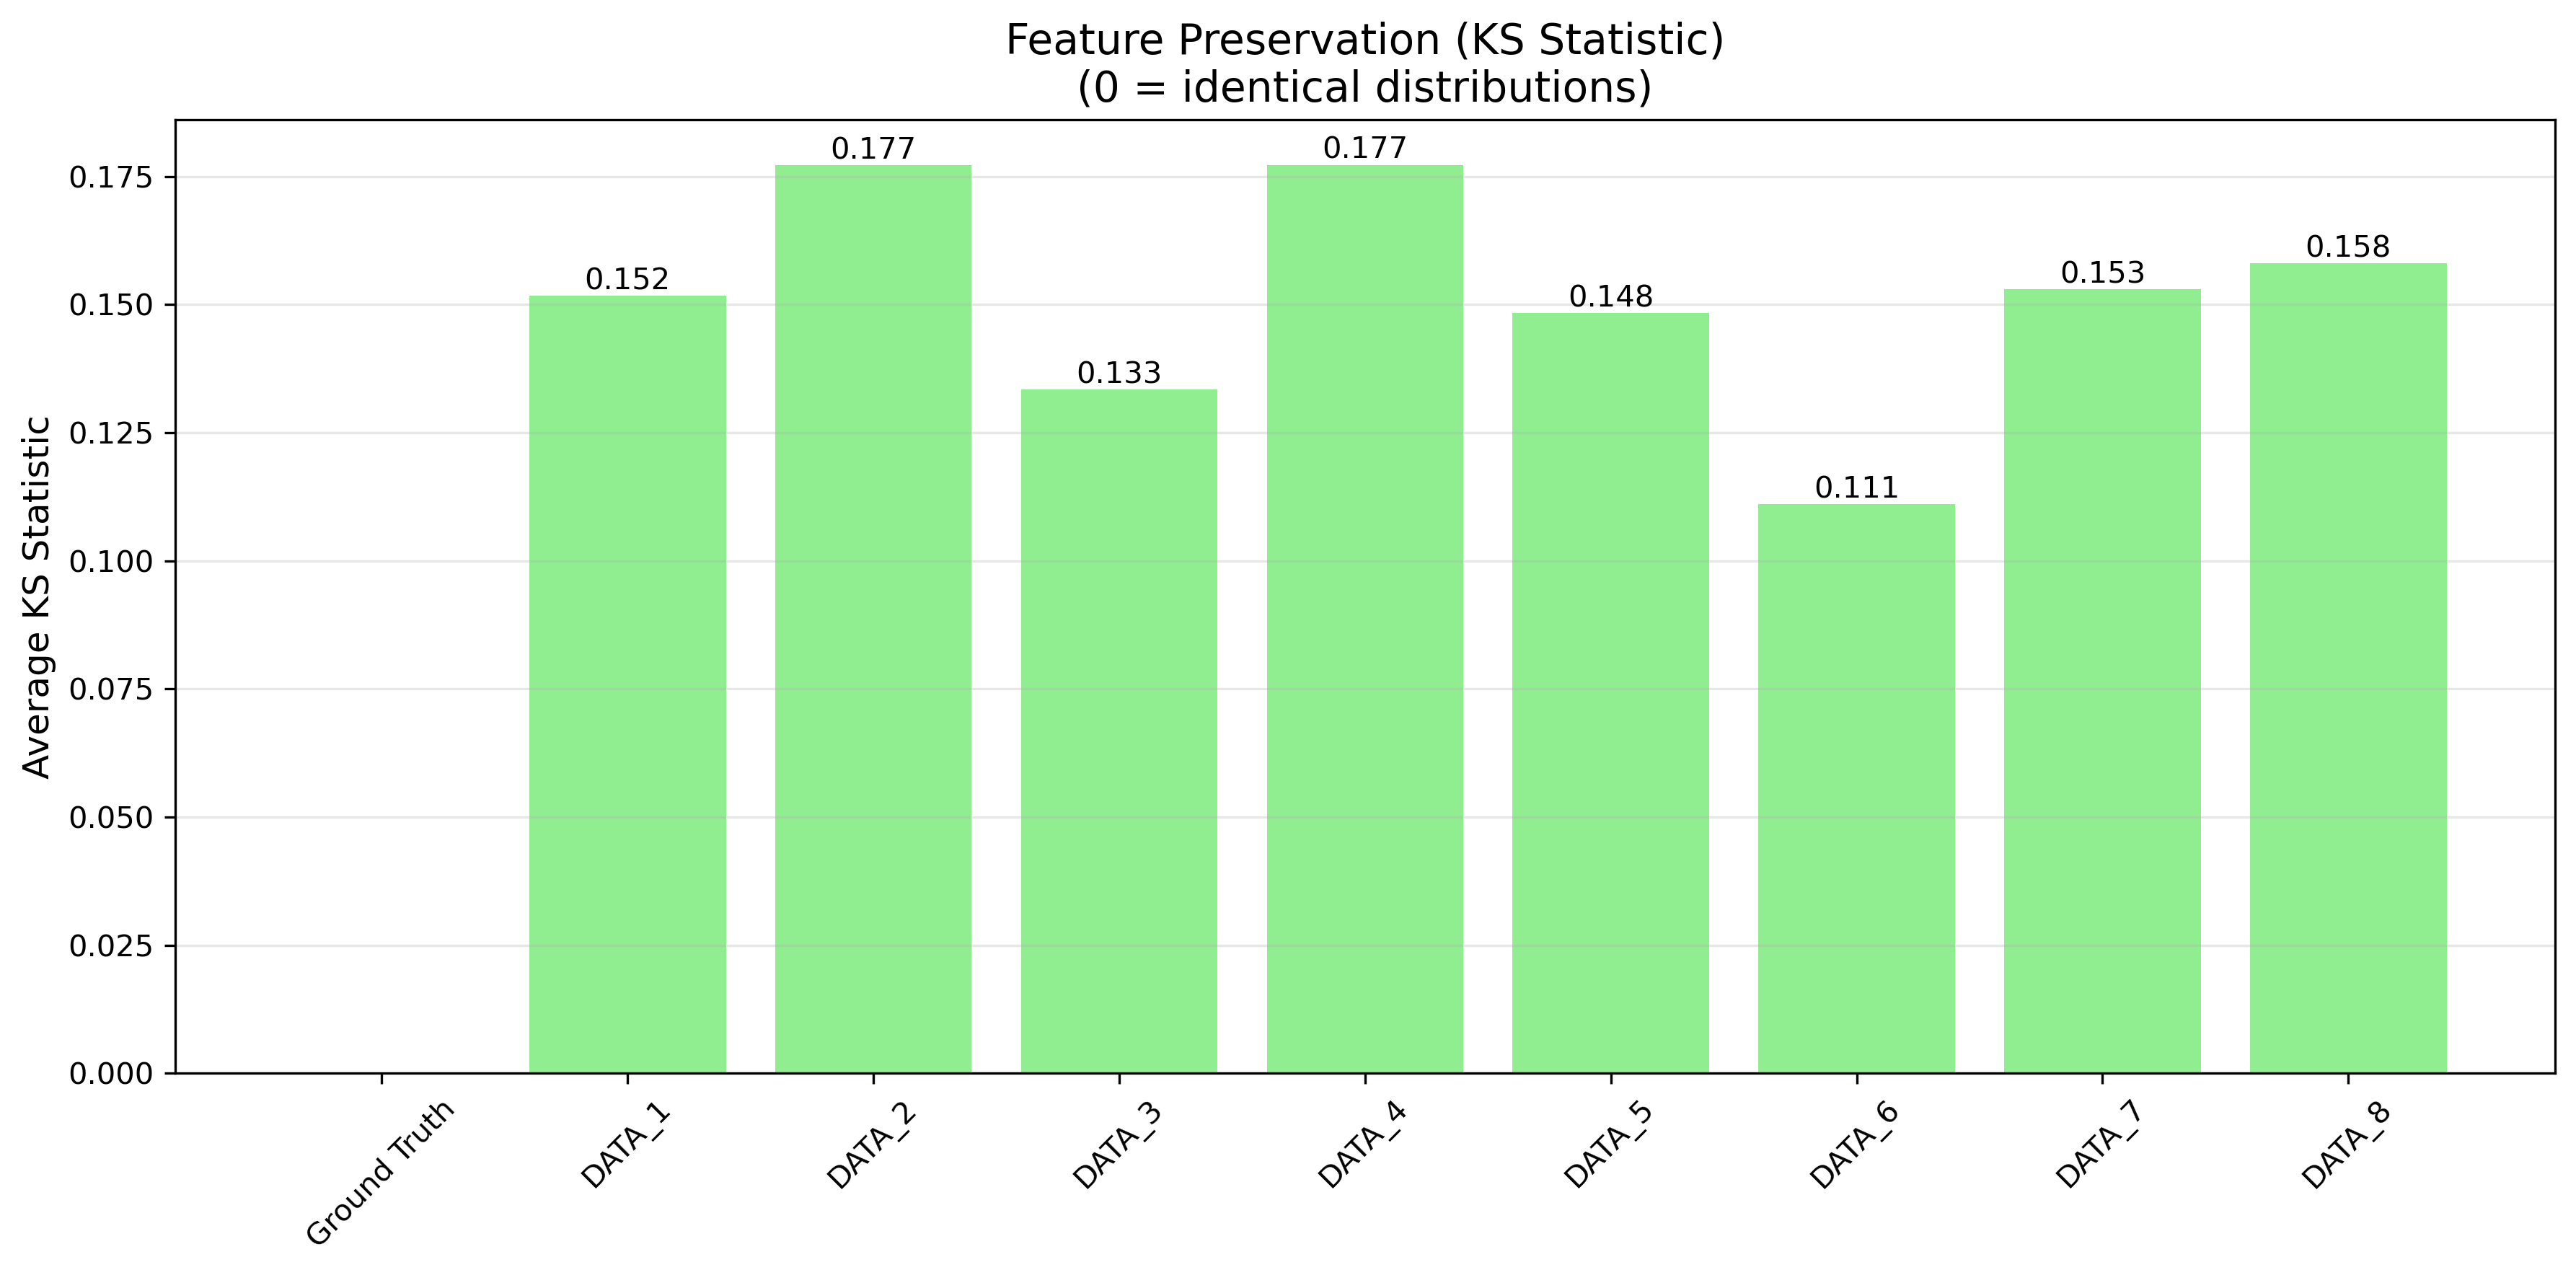 Feature Preservation (KS Statistic)
(0 = identical distributions)
Average KS Statistic
0.175
0.150
0.125
0.100
0.075
0.050
0.025
0.000
0.152
0.177
0.133
0.177
0.148
0.111
0.153
0.158
Ground Truth
DATA_1
DATA_2
DATA_3
DATA_4
DATA_5
DATA_6
DATA_7
DATA_8